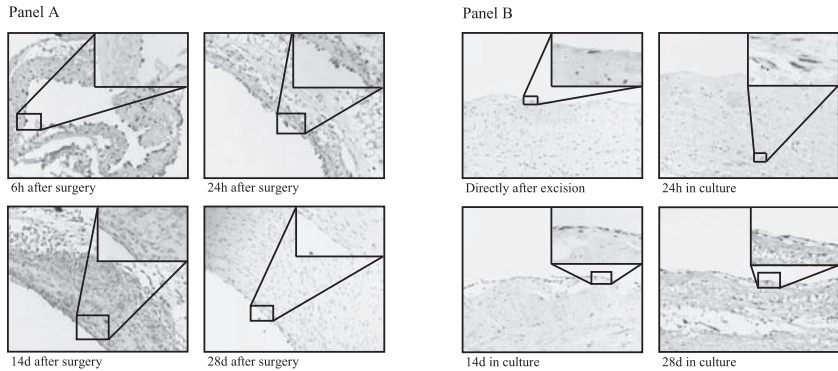 Panel A
6h after surgery
24h after surgery
14d after surgery
28d after surgery
Panel B
Directly after excision
24h in culture
14d in culture
28d in culture